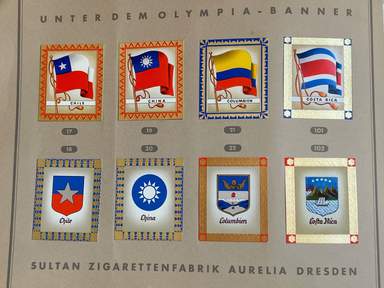 UNTER DEM OLYMPIA-BANNER
CHILE
CHINA
COLUMBIEN
COSTA RICA
17
19
21
101
18
20
22
102
Chile
China
Columbien
Costa Rica
SULTAN ZIGARETTENFABRIK AURELIA DRESDEN